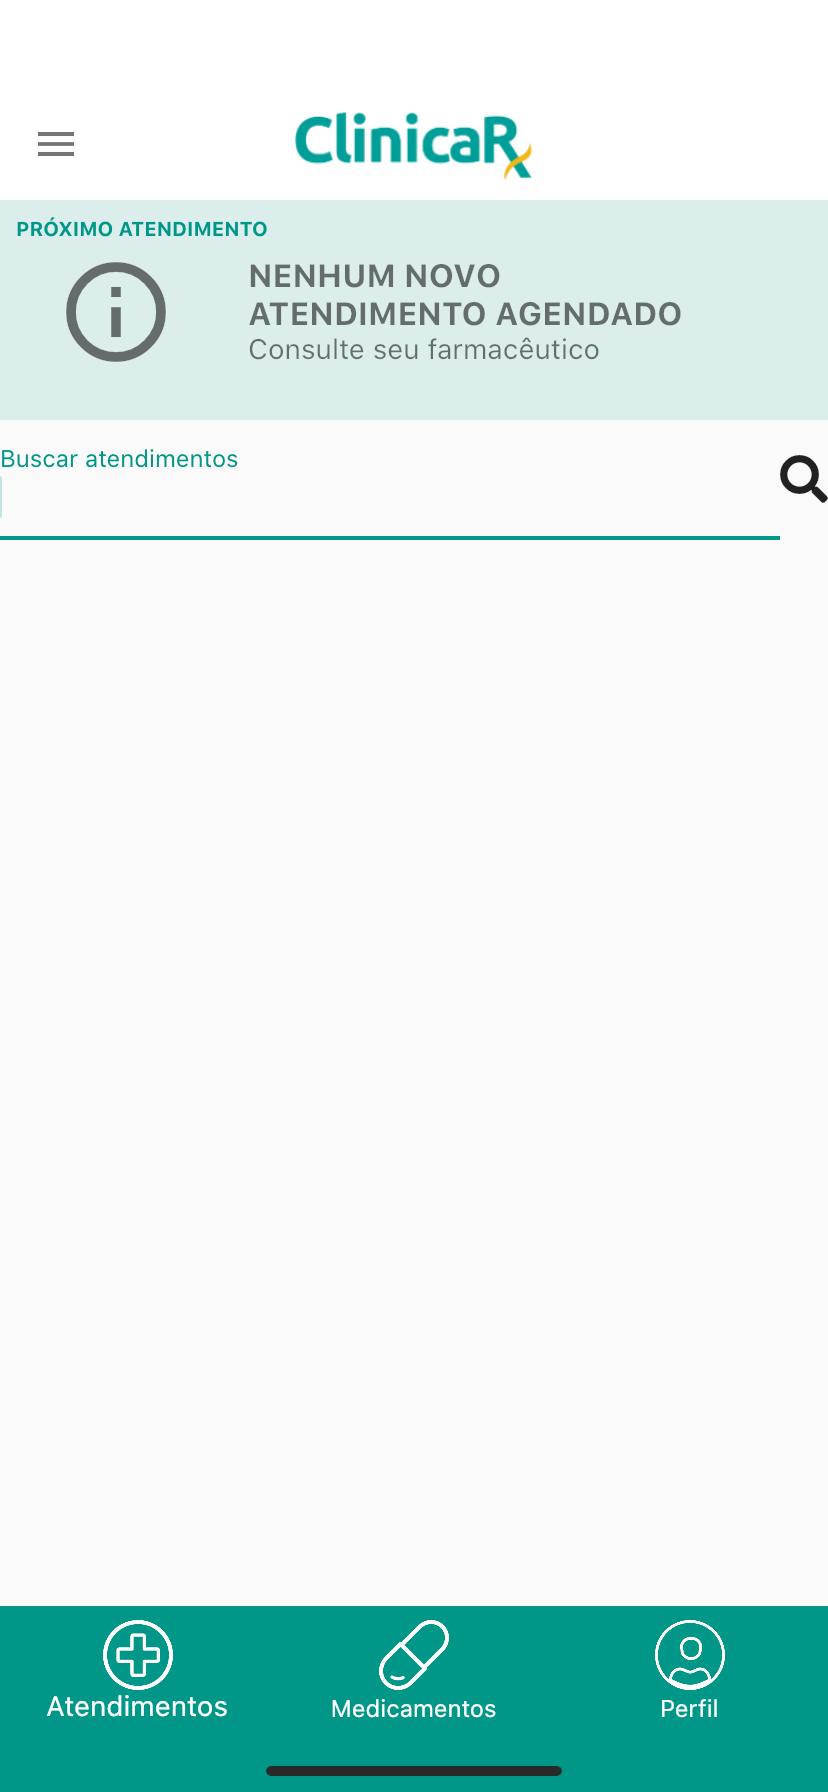 ClinicaRx
PRÓXIMO ATENDIMENTO
NENHUM NOVO
ATENDIMENTO AGENDADO
Consulte seu farmacêutico
Buscar atendimentos
Atendimentos
Medicamentos
Perfil